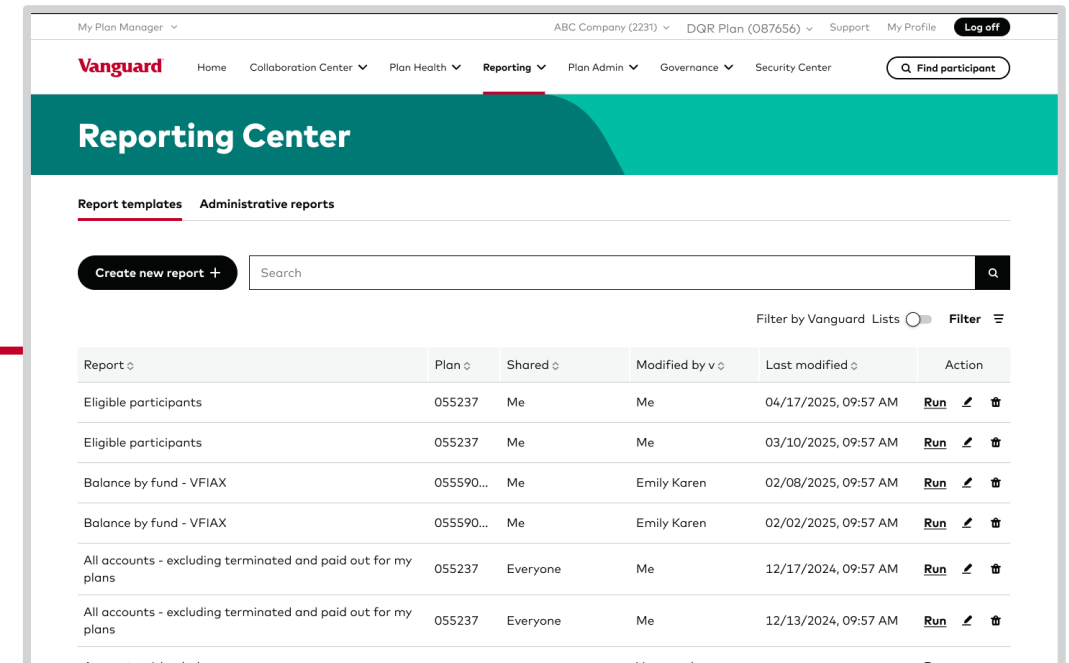 My Plan Manager
ABC Company (2231) DQR Plan (087656) Support My Profile Log off
Vanguard Home Collaboration Center Plan Health Reporting Plan Admin Governance Security Center Find participant
Reporting Center
Report templates Administrative reports
Create new report + Search
Filter by Vanguard Lists Filter
Report Plan Shared Modified by v Last modified Action
Eligible participants 055237 Me Me 04/17/2025, 09:57 AM Run
Eligible participants 055237 Me Me 03/10/2025, 09:57 AM Run
Balance by fund - VFIAX 055590... Me Emily Karen 02/08/2025, 09:57 AM Run
Balance by fund - VFIAX 055590... Me Emily Karen 02/02/2025, 09:57 AM Run
All accounts - excluding terminated and paid out for my
plans 055237 Everyone Me 12/17/2024, 09:57 AM Run
All accounts - excluding terminated and paid out for my
plans 055237 Everyone Me 12/13/2024, 09:57 AM Run